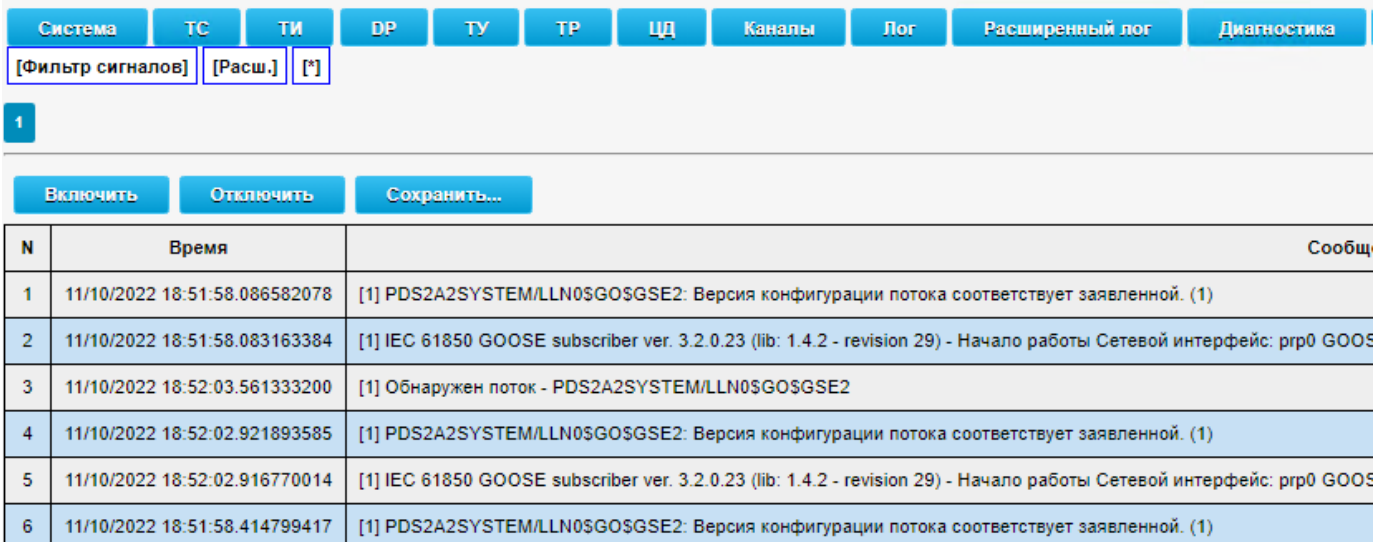 Система ТС ТИ DP ТУ ТР ЦД Каналы Лог Расширенный лог Диагностика
[Фильтр сигналов] [Расш.] [*]
1
Включить Отключить Сохранить...
N Время Сообще
1 11/10/2022 18:51:58.086582078 [1] PDS2A2SYSTEM/LLN0$GO$GSE2: Версия конфигурации потока соответствует заявленной. (1)
2 11/10/2022 18:51:58.083163384 [1] IEC 61850 GOOSE subscriber ver. 3.2.0.23 (lib: 1.4.2 - revision 29) - Начало работы Сетевой интерфейс: prp0 GOOS
3 11/10/2022 18:52:03.561333200 [1] Обнаружен поток - PDS2A2SYSTEM/LLN0$GO$GSE2
4 11/10/2022 18:52:02.921893585 [1] PDS2A2SYSTEM/LLN0$GO$GSE2: Версия конфигурации потока соответствует заявленной. (1)
5 11/10/2022 18:52:02.916770014 [1] IEC 61850 GOOSE subscriber ver. 3.2.0.23 (lib: 1.4.2 - revision 29) - Начало работы Сетевой интерфейс: prp0 GOOS
6 11/10/2022 18:51:58.414799417 [1] PDS2A2SYSTEM/LLN0$GO$GSE2: Версия конфигурации потока соответствует заявленной. (1)